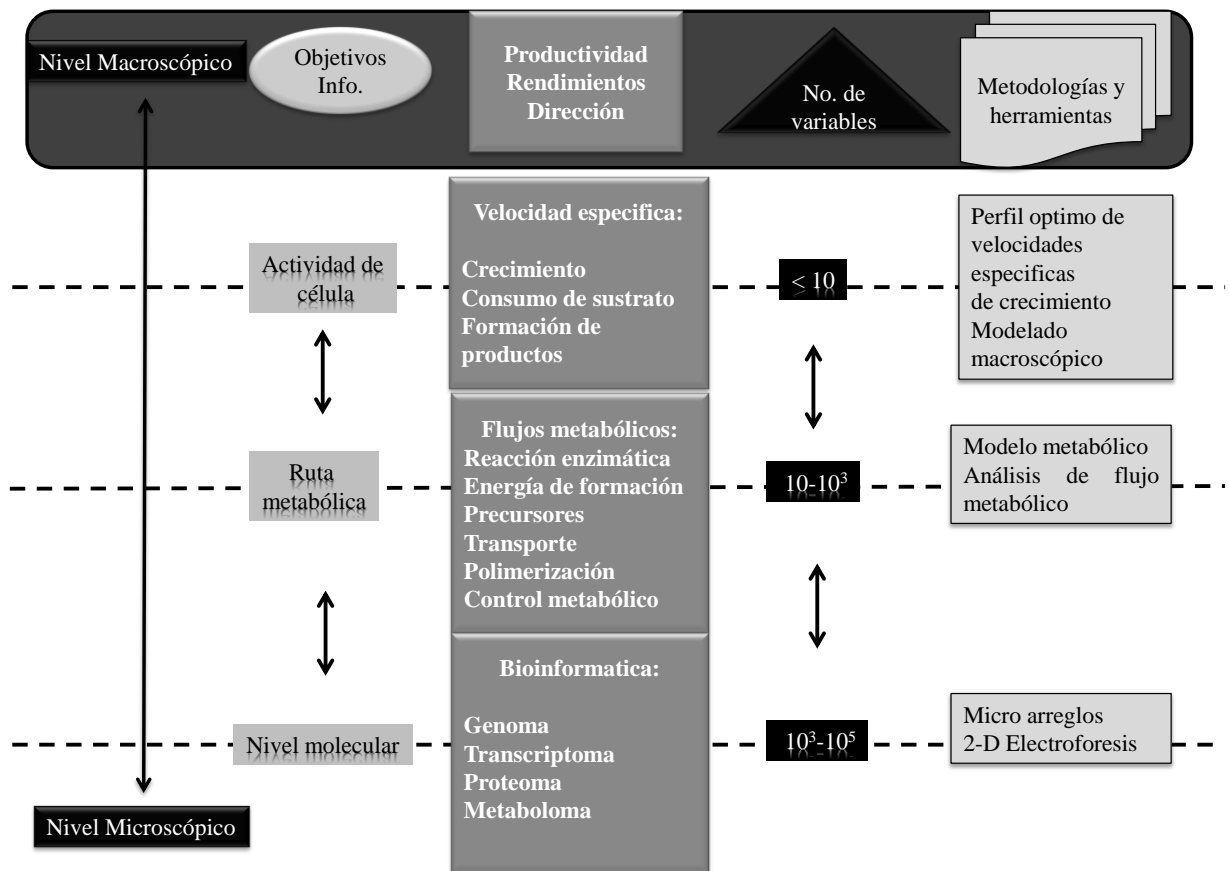 Nivel Macroscópico
Objetivos
Info.
Productividad
Rendimientos
Dirección
No. de
variables
Metodologías y
herramientas
Actividad de
célula
Velocidad especifica:
Crecimiento
Consumo de sustrato
Formación de
productos
< 10
Perfil optimo de
velocidades
especificas
de crecimiento
Modelado
macroscópico
Ruta
metabólica
Flujos metabólicos:
Reacción enzimática
Energía de formación
Precursores
Transporte
Polimerización
Control metabólico
10-10³
Modelo metabólico
Análisis de flujo
metabólico
Nivel molecular
Bioinformatica:
Genoma
Transcriptoma
Proteoma
Metaboloma
10³-10⁵
Micro arreglos
2-D Electroforesis
Nivel Microscópico